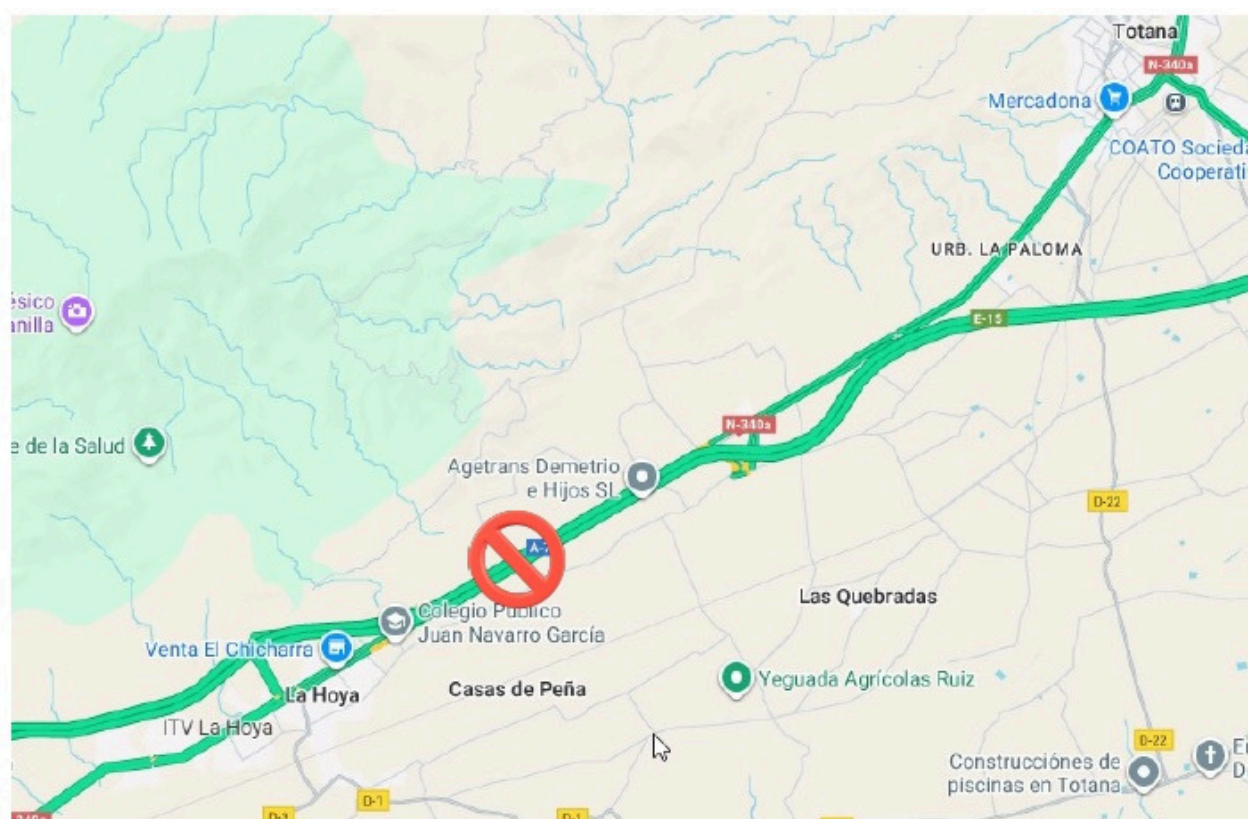 Totana
N-340a
Mercadona
COATO Socieda
Cooperati
URB. LA PALOMA
ésico
anilla
E-15
N-340a
e de la Salud
Agetrans Demetrio
e Hijos SL
D-22
A-7
Las Quebradas
Colegio Público
Juan Navarro García
Venta El Chicharra
Yeguada Agrícolas Ruiz
Casas de Peña
La Hoya
ITV La Hoya
D-22
Construcciónes de
piscinas en Totana
D-1
D-1